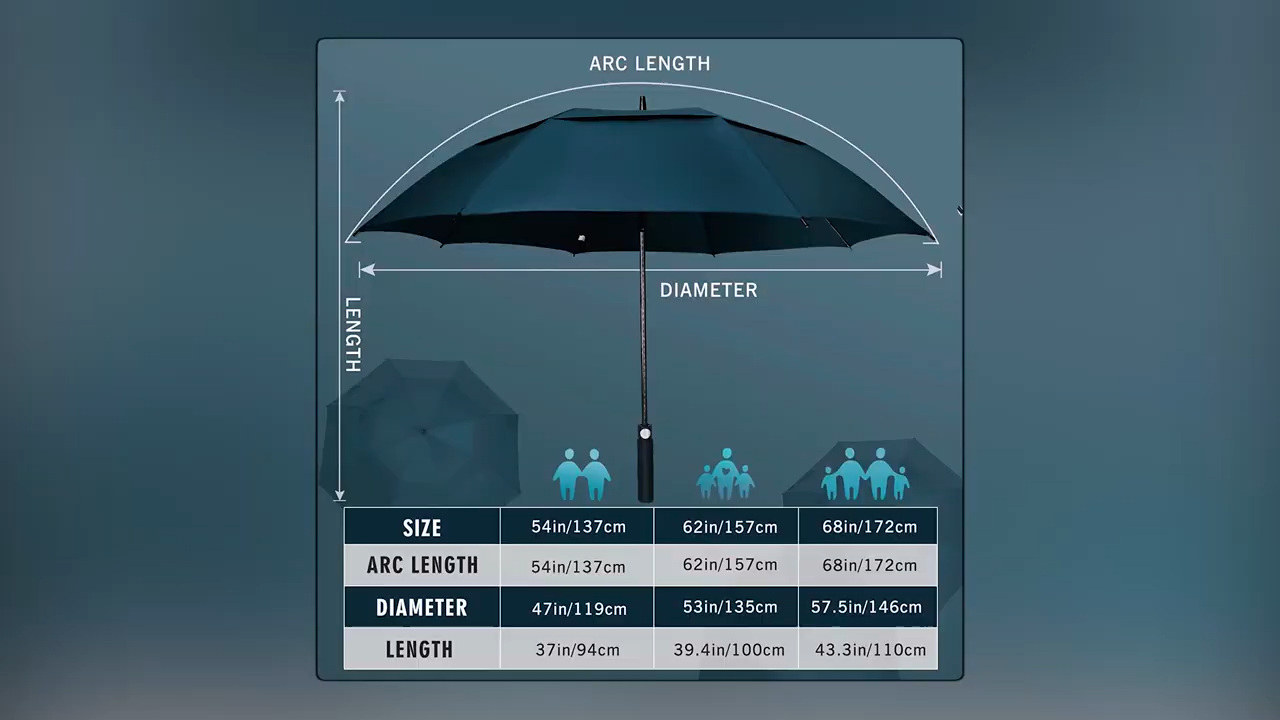 ARC LENGTH
DIAMETER
LENGTH
SIZE 54in/137cm 62in/157cm 68in/172cm
ARC LENGTH 54in/137cm 62in/157cm 68in/172cm
DIAMETER 47in/119cm 53in/135cm 57.5in/146cm
LENGTH 37in/94cm 39.4in/100cm 43.3in/110cm